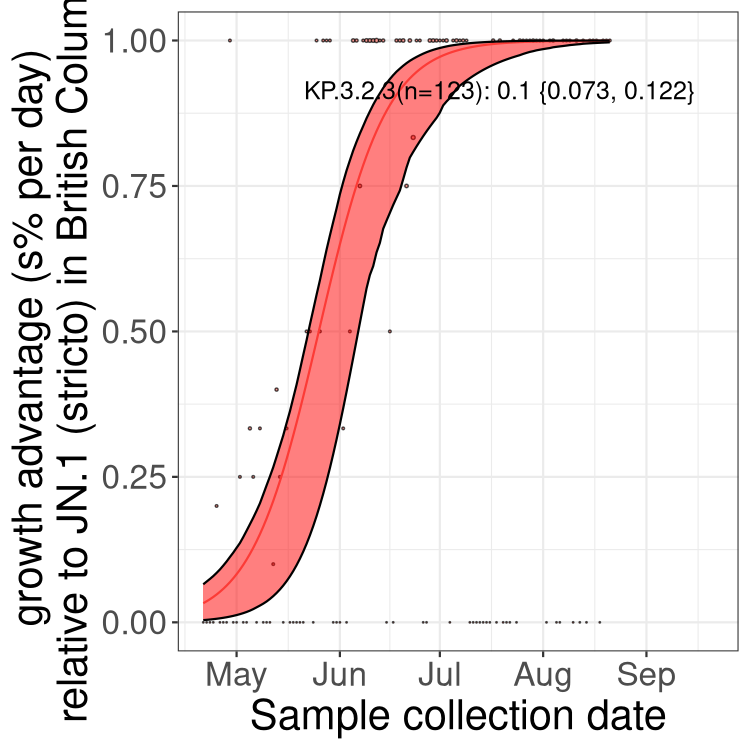 growth advantage (s% per day)
relative to JN.1 (stricto) in British Colum
1.00
0.75
0.50
0.25
0.00
KP.3.2.3(n=123): 0.1 {0.073, 0.122}
May Jun Jul Aug Sep
Sample collection date